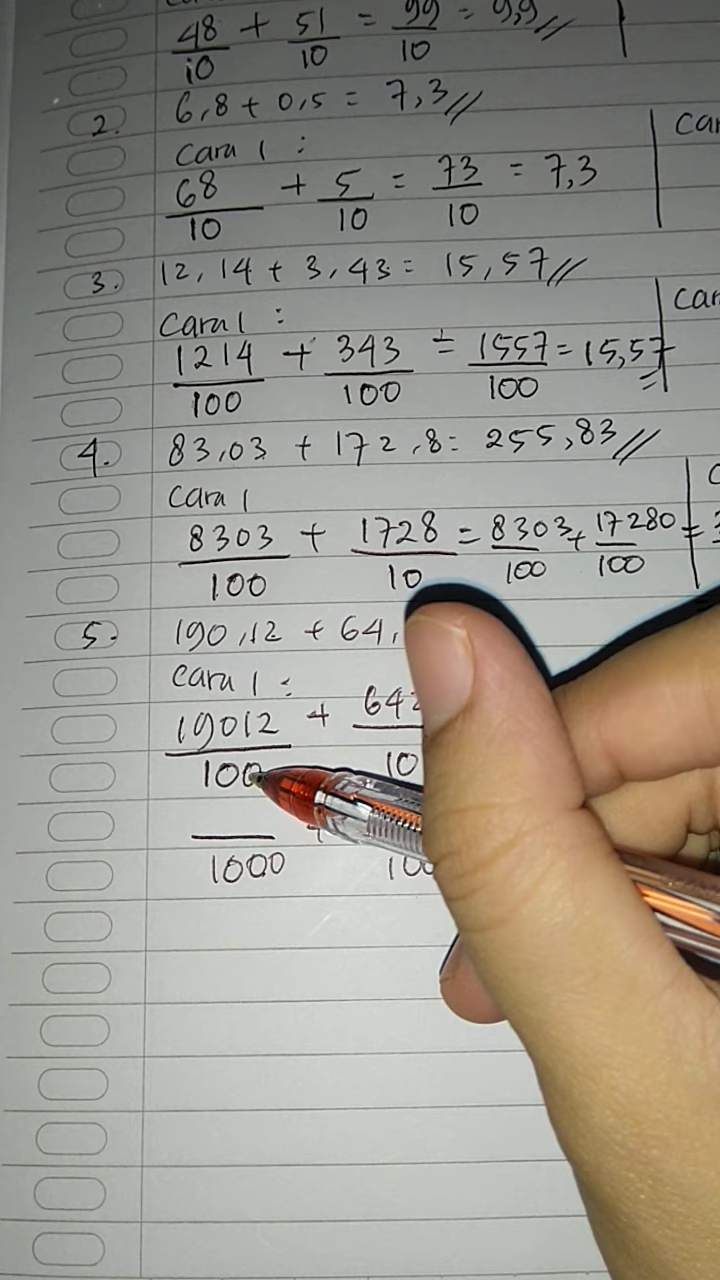 48/10 + 51/10 = 99/10 = 9,9//
2. 6,8 + 0,5 = 7,3//
Cara 1 :
68/10 + 5/10 = 73/10 = 7,3
3. 12,14 + 3,43 = 15,57//
Cara 1 :
1214/100 + 343/100 = 1557/100 = 15,57
4. 83,03 + 172,8 = 255,83//
Cara 1
8303/100 + 1728/10 = 8303/100 + 17280/100 =
5. 190,12 + 64,
Cara 1 :
19012/100 +
/1000 +